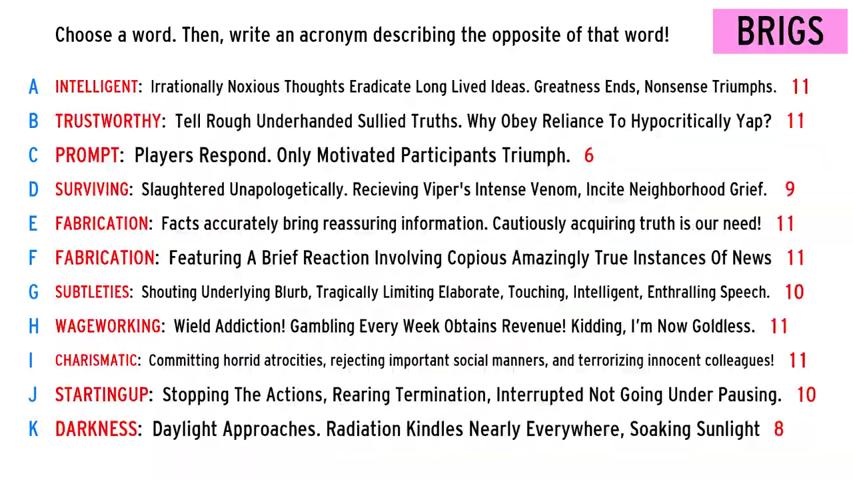 Choose a word. Then, write an acronym describing the opposite of that word!
BRIGS
A INTELLIGENT: Irrationally Noxious Thoughts Eradicate Long Lived Ideas. Greatness Ends, Nonsense Triumphs. 11
B TRUSTWORTHY: Tell Rough Underhanded Sullied Truths. Why Obey Reliance To Hypocritically Yap? 11
C PROMPT: Players Respond. Only Motivated Participants Triumph. 6
D SURVIVING: Slaughtered Unapologetically. Recieving Viper's Intense Venom, Incite Neighborhood Grief. 9
E FABRICATION: Facts accurately bring reassuring information. Cautiously acquiring truth is our need! 11
F FABRICATION: Featuring A Brief Reaction Involving Copious Amazingly True Instances Of News 11
G SUBTLETIES: Shouting Underlying Blurb, Tragically Limiting Elaborate, Touching, Intelligent, Enthralling Speech. 10
H WAGEWORKING: Wield Addiction! Gambling Every Week Obtains Revenue! Kidding, I'm Now Goldless. 11
I CHARISMATIC: Committing horrid atrocities, rejecting important social manners, and terrorizing innocent colleagues! 11
J STARTINGUP: Stopping The Actions, Rearing Termination, Interrupted Not Going Under Pausing. 10
K DARKNESS: Daylight Approaches. Radiation Kindles Nearly Everywhere, Soaking Sunlight 8